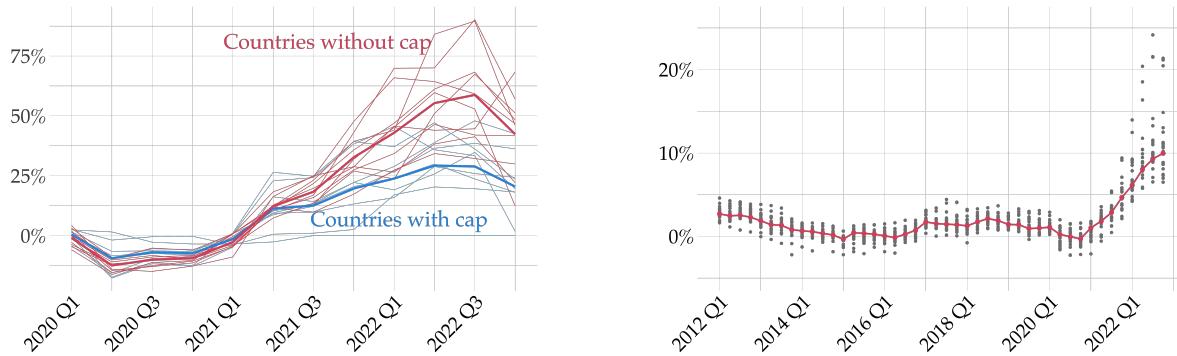 Countries without cap
75%
50%
25%
Countries with cap
0%
2020 Q1
2020 Q3
2021 Q1
2021 Q3
2022 Q1
2022 Q3
20%
10%
0%
2012 Q1
2014 Q1
2016 Q1
2018 Q1
2020 Q1
2022 Q1